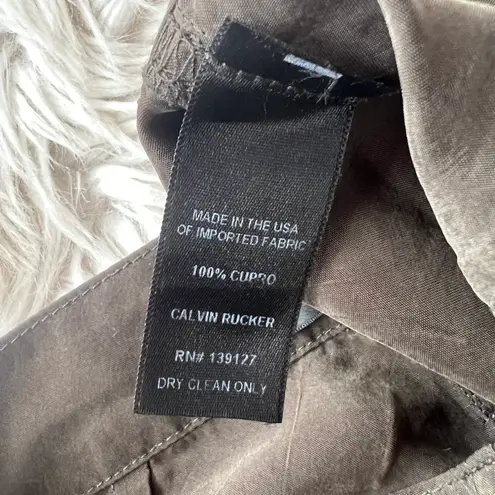 MADE IN THE USA
OF IMPORTED FABRIC
100% CUPRO
CALVIN RUCKER
RN# 139127
DRY CLEAN ONLY